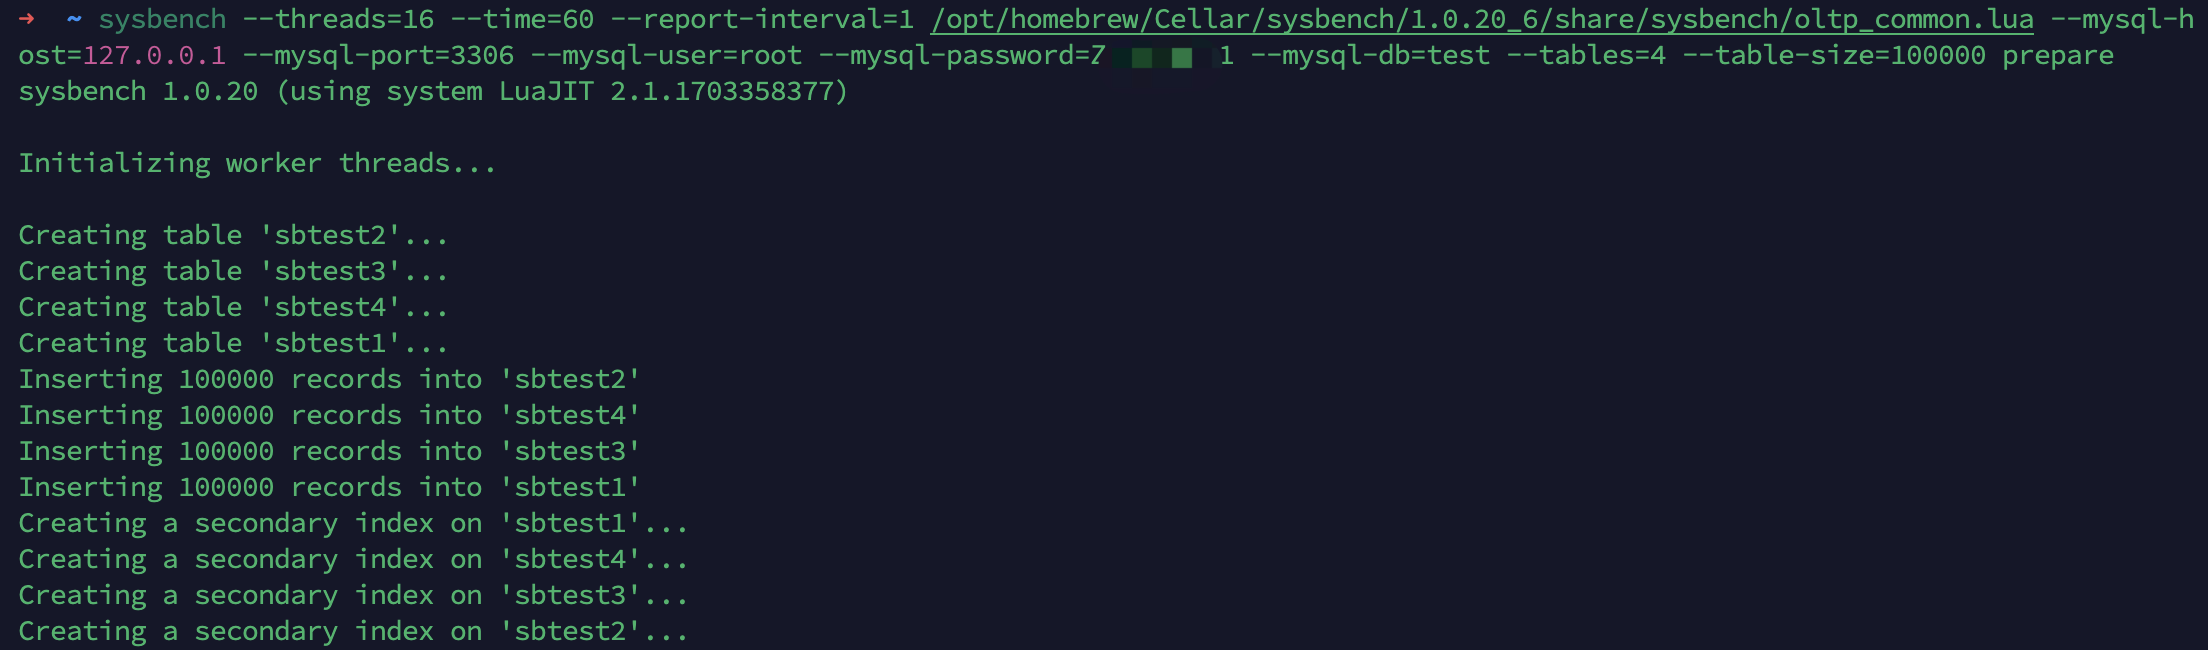 ➜  ~ sysbench --threads=16 --time=60 --report-interval=1 /opt/homebrew/Cellar/sysbench/1.0.20_6/share/sysbench/oltp_common.lua --mysql-h
ost=127.0.0.1 --mysql-port=3306 --mysql-user=root --mysql-password= --mysql-db=test --tables=4 --table-size=100000 prepare
sysbench 1.0.20 (using system LuaJIT 2.1.1703358377)
Initializing worker threads...
Creating table 'sbtest2'...
Creating table 'sbtest3'...
Creating table 'sbtest4'...
Creating table 'sbtest1'...
Inserting 100000 records into 'sbtest2'
Inserting 100000 records into 'sbtest4'
Inserting 100000 records into 'sbtest3'
Inserting 100000 records into 'sbtest1'
Creating a secondary index on 'sbtest1'...
Creating a secondary index on 'sbtest4'...
Creating a secondary index on 'sbtest3'...
Creating a secondary index on 'sbtest2'...